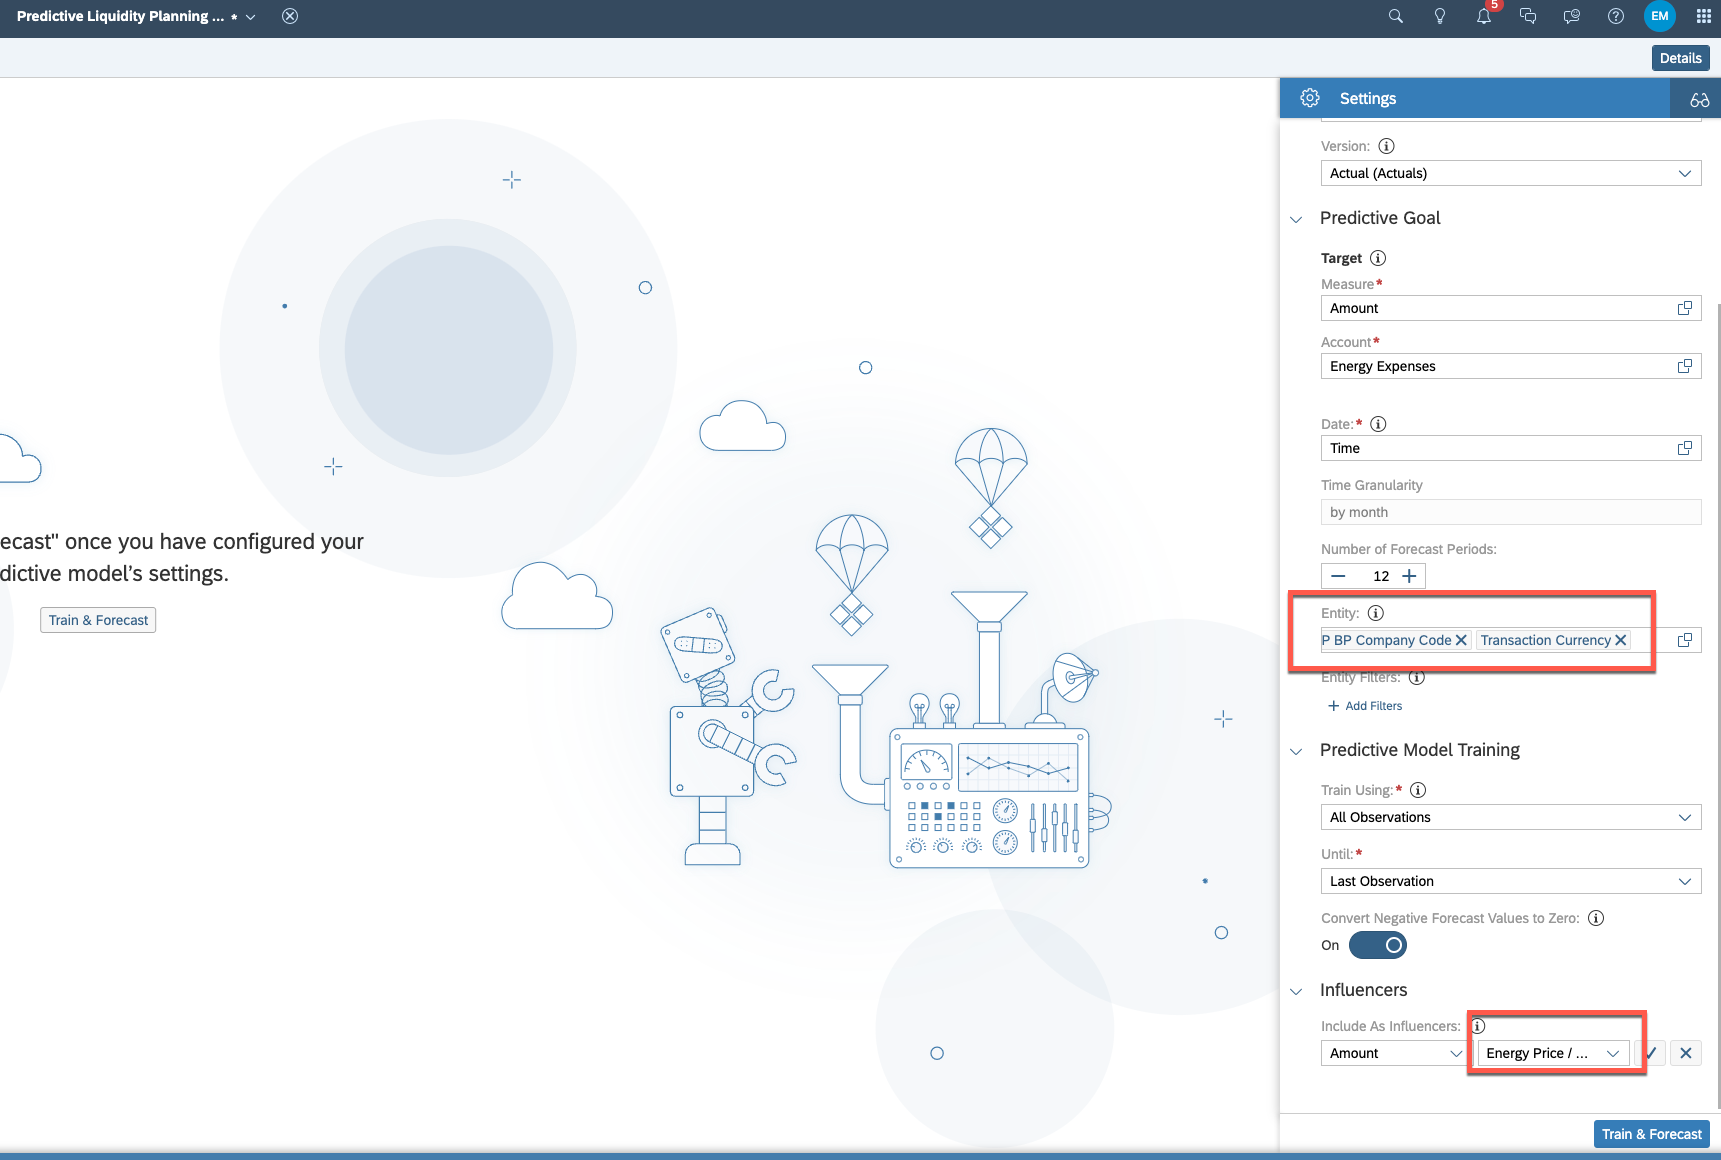 Predictive Liquidity Planning ... *
5
EM
Details
Settings
Version:
Actual (Actuals)
Predictive Goal
Target
Measure*
Amount
Account*
Energy Expenses
Date:*
Time
Time Granularity
by month
Number of Forecast Periods:
12
Entity:
P BP Company Code Transaction Currency
Entity Filters:
Add Filters
ecast" once you have configured your
dictive model's settings.
Train & Forecast
Predictive Model Training
Train Using:*
All Observations
Until:*
Last Observation
Convert Negative Forecast Values to Zero:
On
Influencers
Include As Influencers:
Amount Energy Price / ...
Train & Forecast